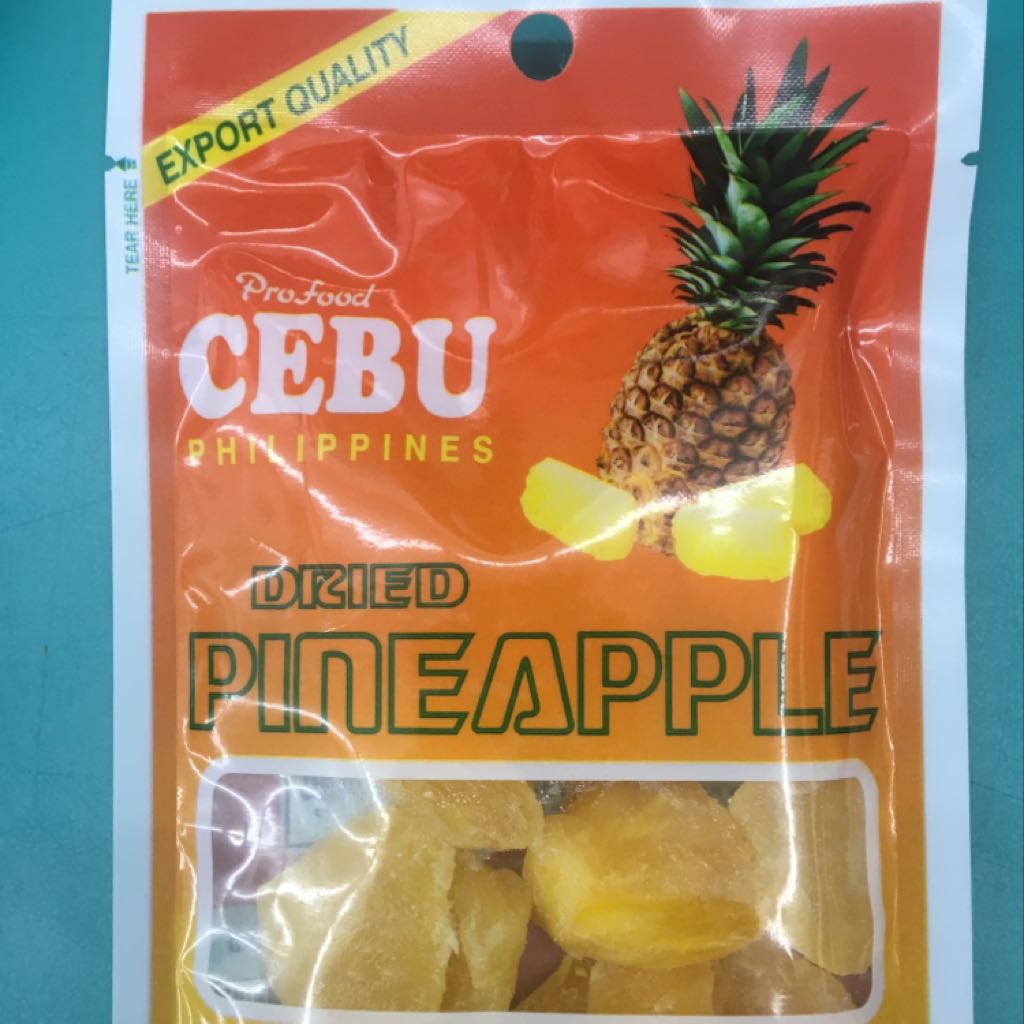 EXPORT QUALITY
TEAR HERE
Profood
CEBU
PHILIPPINES
DRIED
PINEAPPLE